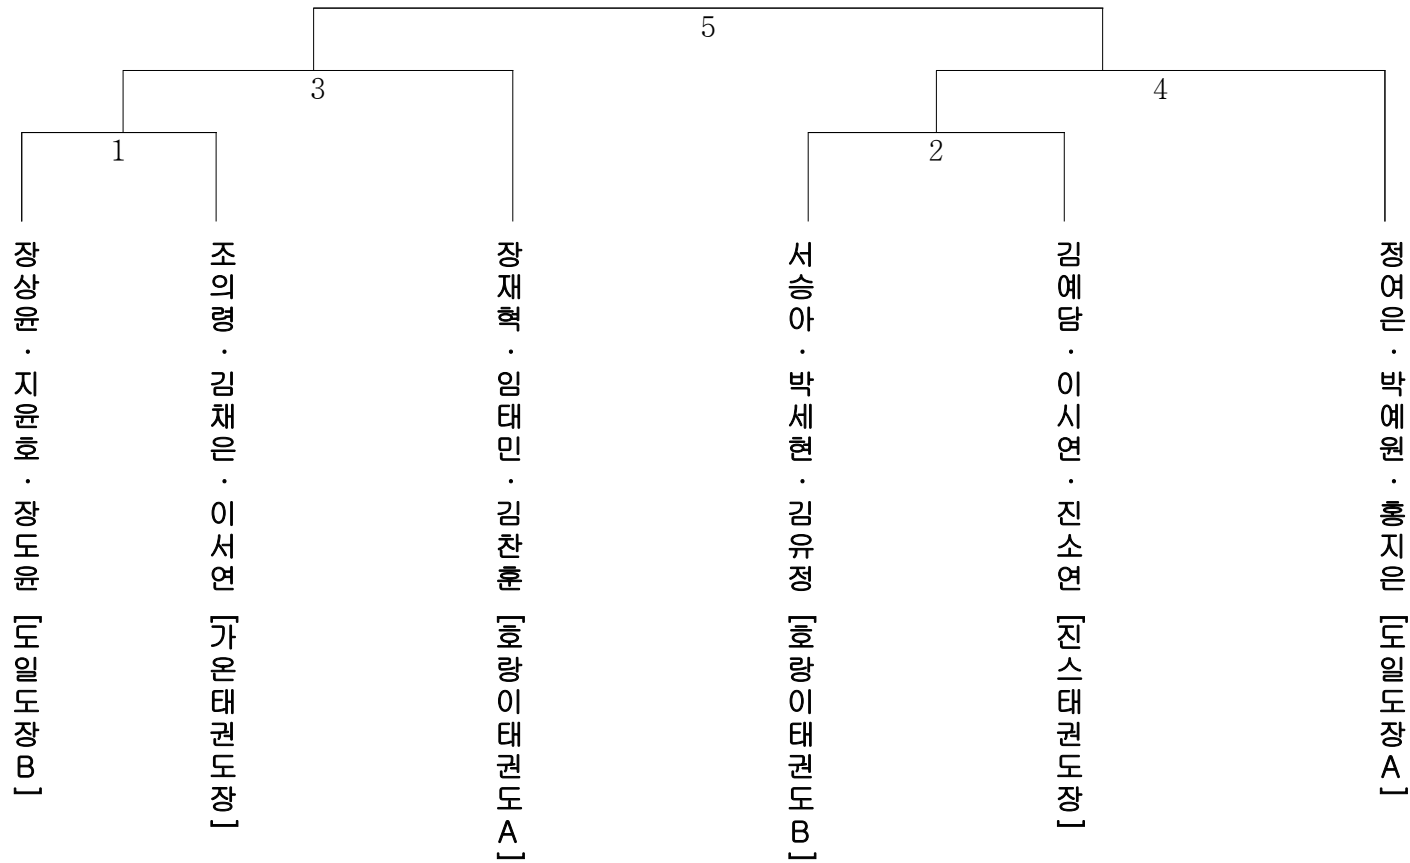 5
3
4
1
2
장상윤·지윤호·장도윤 [도일도장B]
조의령·김채은·이서연 [가온태권도장]
장재혁·임태민·김찬훈 [호랑이태권도A]
서승아·박세현·김유정 [호랑이태권도B]
김예담·이시연·진소연 [진스태권도장]
정여은·박예원·홍지은 [도일도장A]